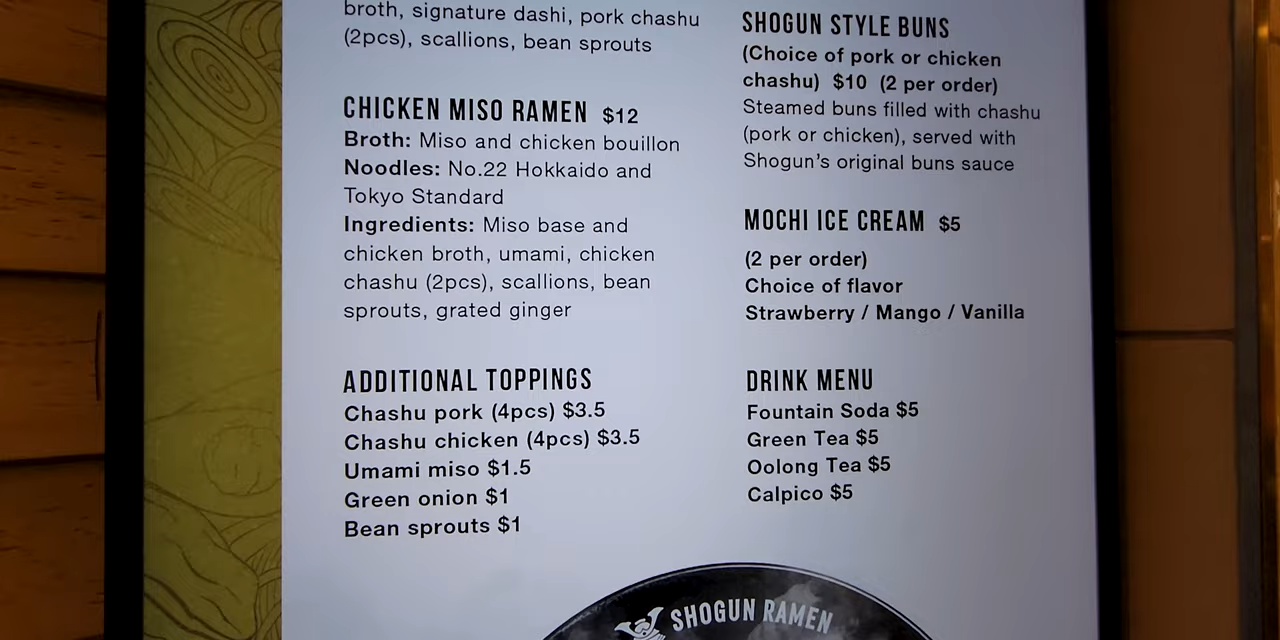 broth, signature dashi, pork chashu
(2pcs), scallions, bean sprouts
CHICKEN MISO RAMEN $12
Broth: Miso and chicken bouillon
Noodles: No.22 Hokkaido and
Tokyo Standard
Ingredients: Miso base and
chicken broth, umami, chicken
chashu (2pcs), scallions, bean
sprouts, grated ginger
ADDITIONAL TOPPINGS
Chashu pork (4pcs) $3.5
Chashu chicken (4pcs) $3.5
Umami miso $1.5
Green onion $1
Bean sprouts $1
SHOGUN STYLE BUNS
(Choice of pork or chicken
chashu) $10 (2 per order)
Steamed buns filled with chashu
(pork or chicken), served with
Shogun's original buns sauce
MOCHI ICE CREAM $5
(2 per order)
Choice of flavor
Strawberry / Mango / Vanilla
DRINK MENU
Fountain Soda $5
Green Tea $5
Oolong Tea $5
Calpico $5
SHOGUN RAMEN